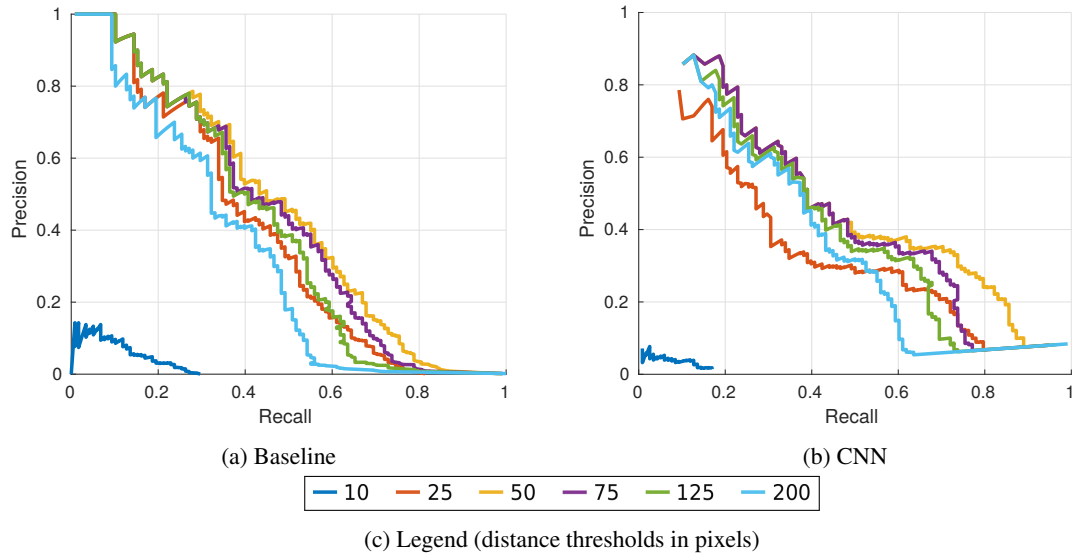 1
0.8
0.6
0.4
0.2
0
0 0.2 0.4 0.6 0.8 1
Precision
Recall
(a) Baseline
1
0.8
0.6
0.4
0.2
0
0 0.2 0.4 0.6 0.8 1
Precision
Recall
(b) CNN
10 25 50 75 125 200
(c) Legend (distance thresholds in pixels)